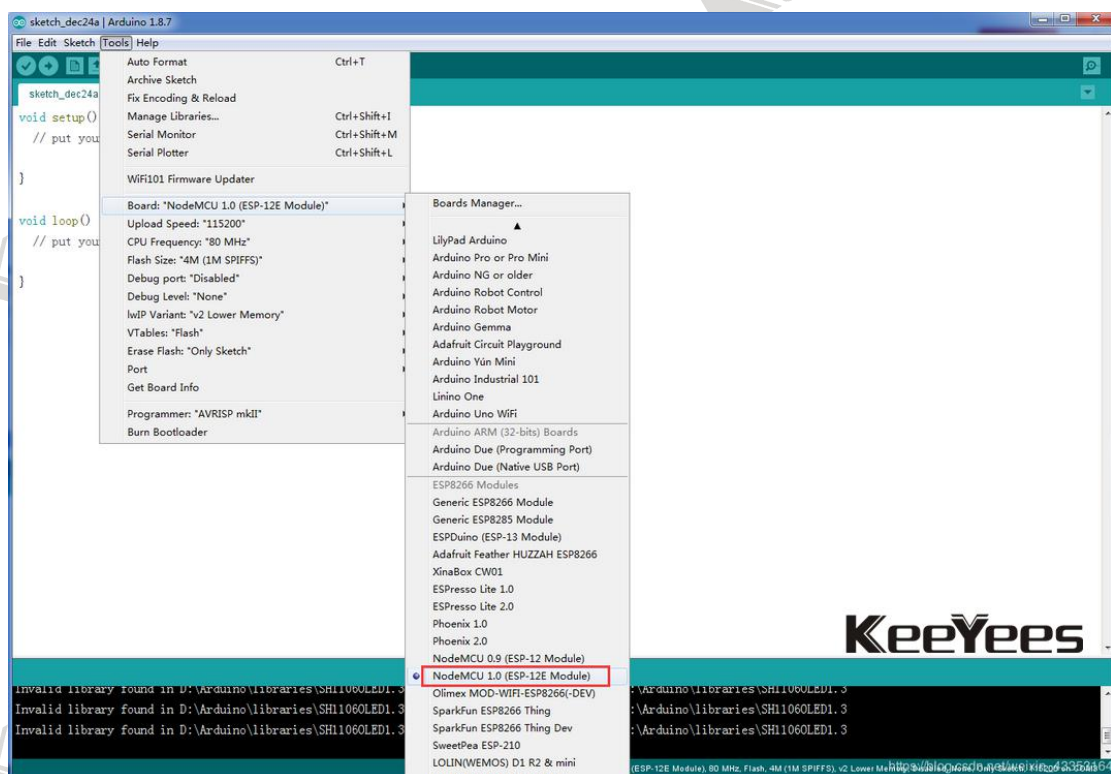 sketch_dec24a | Arduino 1.8.7
File Edit Sketch Tools Help
sketch_dec24a
void setup()
// put you
}
void loop()
// put you
}
Auto Format Ctrl+T
Archive Sketch
Fix Encoding & Reload
Manage Libraries... Ctrl+Shift+I
Serial Monitor Ctrl+Shift+M
Serial Plotter Ctrl+Shift+L
WiFi101 Firmware Updater
Board: "NodeMCU 1.0 (ESP-12E Module)"
Upload Speed: "115200"
CPU Frequency: "80 MHz"
Flash Size: "4M (1M SPIFFS)"
Debug port: "Disabled"
Debug Level: "None"
lwIP Variant: "v2 Lower Memory"
VTables: "Flash"
Erase Flash: "Only Sketch"
Port
Get Board Info
Programmer: "AVRISP mkII"
Burn Bootloader
Boards Manager...
LilyPad Arduino
Arduino Pro or Pro Mini
Arduino NG or older
Arduino Robot Control
Arduino Robot Motor
Arduino Gemma
Adafruit Circuit Playground
Arduino Yún Mini
Arduino Industrial 101
Linino One
Arduino Uno WiFi
Arduino ARM (32-bits) Boards
Arduino Due (Programming Port)
Arduino Due (Native USB Port)
ESP8266 Modules
Generic ESP8266 Module
Generic ESP8285 Module
ESPDuino (ESP-13 Module)
Adafruit Feather HUZZAH ESP8266
XinaBox CW01
ESPresso Lite 1.0
ESPresso Lite 2.0
Phoenix 1.0
Phoenix 2.0
NodeMCU 0.9 (ESP-12 Module)
NodeMCU 1.0 (ESP-12E Module)
Olimex MOD-WIFI-ESP8266(-DEV)
SparkFun ESP8266 Thing
SparkFun ESP8266 Thing Dev
SweetPea ESP-210
LOLIN(WEMOS) D1 R2 & mini
KeeYees
Invalid library found in D:\Arduino\libraries\SH1106OLED1.3 :\Arduino\libraries\SH1106OLED1.3
Invalid library found in D:\Arduino\libraries\SH1106OLED1.3 :\Arduino\libraries\SH1106OLED1.3
Invalid library found in D:\Arduino\libraries\SH1106OLED1.3 :\Arduino\libraries\SH1106OLED1.3
(ESP-12E Module), 80 MHz, Flash, 4M (1M SPIFFS), v2 Lower